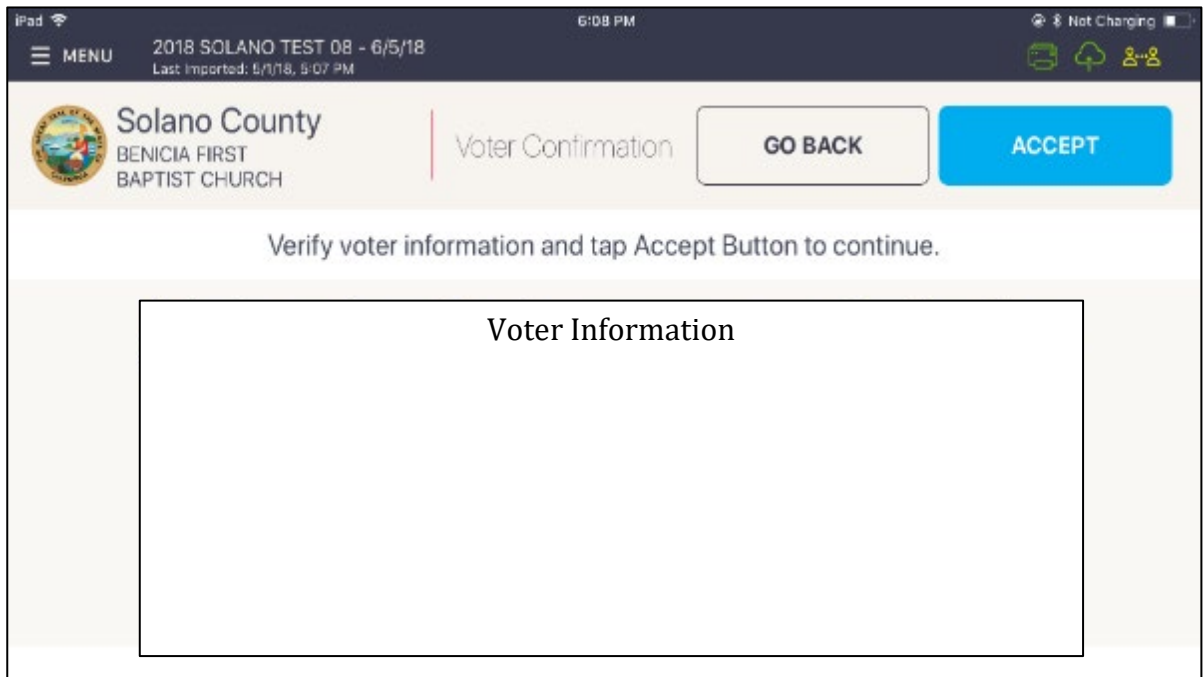 iPad
6:08 PM
Not Charging
MENU
2018 SOLANO TEST 08 - 6/5/18
Last Imported: 5/1/18, 5:07 PM
Solano County
BENICIA FIRST
BAPTIST CHURCH
Voter Confirmation
GO BACK
ACCEPT
Verify voter information and tap Accept Button to continue.
Voter Information